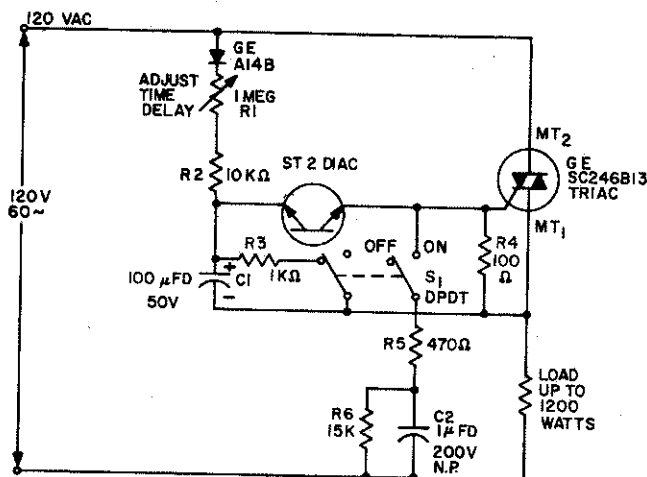 120 VAC
GE
A14B
ADJUST
TIME
DELAY
1 MEG
R1
MT2
GE
SC246B13
TRIAC
MT1
R2
10KΩ
ST 2 DIAC
120V
60~
R3
1KΩ
OFF
ON
S1
DPDT
R4
100
Ω
100 µFD
50V
+
C1
–
R5
470Ω
R6
15K
C2
1µFD
200V
N.P.
LOAD
UP TO
1200
WATTS